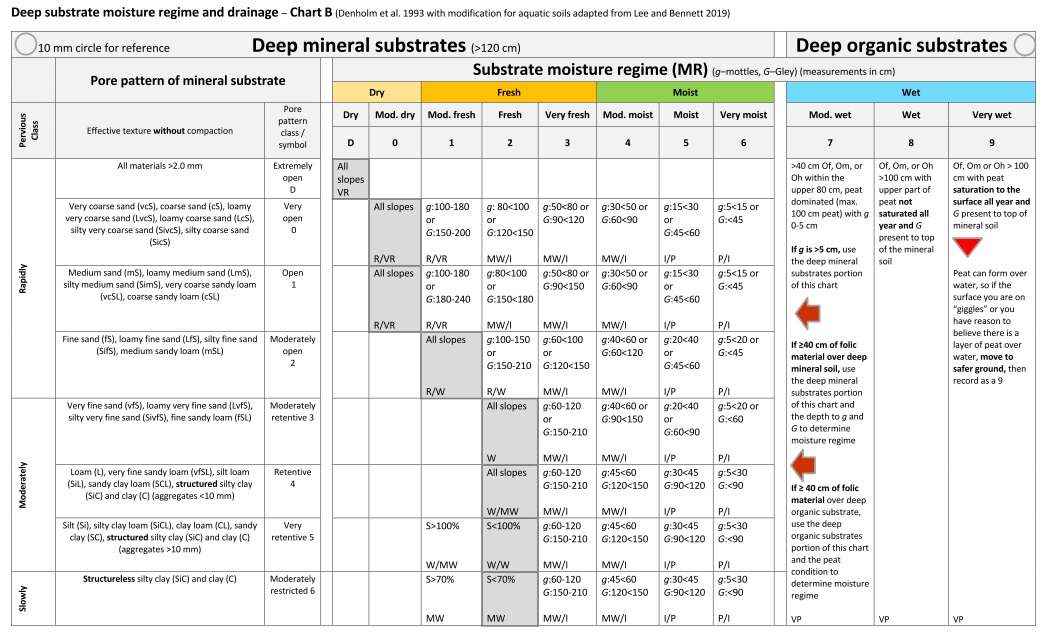 Deep substrate moisture regime and drainage – Chart B (Denholm et al. 1993 with modification for aquatic soils adapted from Lee and Bennett 2019)
10 mm circle for reference
Deep mineral substrates (>120 cm)
Deep organic substrates
Pore pattern of mineral substrate
Substrate moisture regime (MR) (g–mottles, G–Gley) (measurements in cm)
Dry
Fresh
Moist
Wet
Pervious
Class
Effective texture without compaction
Pore
pattern
class /
symbol
Dry
Mod. dry
Mod. fresh
Fresh
Very fresh
Mod. moist
Moist
Very moist
Mod. wet
Wet
Very wet
D
0
1
2
3
4
5
6
7
8
9
Rapidly
All materials >2.0 mm
Extremely
open
D
All
slopes
VR
Very coarse sand (vcS), coarse sand (cS), loamy
very coarse sand (LvcS), loamy coarse sand (LcS),
silty very coarse sand (SivcS), silty coarse sand
(SicS)
Very
open
0
All slopes
R/VR
g:100-180
or
G:150-200
R/VR
g: 80<100
or
G:120<150
MW/I
g:50<80 or
G:90<120
MW/I
g:30<50 or
G:60<90
MW/I
g:15<30
or
G:45<60
I/P
g:5<15 or
G:<45
P/I
Medium sand (mS), loamy medium sand (LmS),
silty medium sand (SimS), very coarse sandy loam
(vcSL), coarse sandy loam (cSL)
Open
1
All slopes
R/VR
g:100-180
or
G:180-240
R/VR
g:80<100
or
G:150<180
MW/I
g:50<80 or
G:90<150
MW/I
g:30<50 or
G:60<90
MW/I
g:15<30
or
G:45<60
I/P
g:5<15 or
G:<45
P/I
Fine sand (fS), loamy fine sand (LfS), silty fine sand
(SifS), medium sandy loam (mSL)
Moderately
open
2
All slopes
R/W
g:100-150
or
G:150-210
R/W
g:60<100
or
G:120<150
MW/I
g:40<60 or
G:60<120
MW/I
g:20<40
or
G:45<60
I/P
g:5<20 or
G:<45
P/I
Moderately
Very fine sand (vfS), loamy very fine sand (LvfS),
silty very fine sand (SivfS), fine sandy loam (fSL)
Moderately
retentive 3
All slopes
W
g:60-120
or
G:150-210
MW/I
g:40<60 or
G:90<150
MW/I
g:20<40
or
G:60<90
I/P
g:5<20 or
G:<60
P/I
Loam (L), very fine sandy loam (vfSL), silt loam
(SiL), sandy clay loam (SCL), structured silty clay
(SiC) and clay (C) (aggregates <10 mm)
Retentive
4
All slopes
W/MW
g:60-120
G:150-210
MW/I
g:45<60
G:120<150
MW/I
g:30<45
G:90<120
I/P
g:5<30
G:<90
P/I
Silt (Si), silty clay loam (SiCL), clay loam (CL), sandy
clay (SC), structured silty clay (SiC) and clay (C)
(aggregates >10 mm)
Very
retentive 5
S>100%
W/MW
S<100%
W/W
g:60-120
G:150-210
MW/I
g:45<60
G:120<150
MW/I
g:30<45
G:90<120
I/P
g:5<30
G:<90
P/I
Slowly
Structureless silty clay (SiC) and clay (C)
Moderately
restricted 6
S>70%
MW
S<70%
MW
g:60-120
G:150-210
MW/I
g:45<60
G:120<150
MW/I
g:30<45
G:90<120
I/P
g:5<30
G:<90
P/I
>40 cm Of, Om, or
Oh within the
upper 80 cm, peat
dominated (max.
100 cm peat) with g
0-5 cm
If g is >5 cm, use
the deep mineral
substrates portion
of this chart
If ≥40 cm of folic
material over deep
mineral soil, use
the deep mineral
substrates portion
of this chart and
the depth to g and
G to determine
moisture regime
If ≥ 40 cm of folic
material over deep
organic substrate,
use the deep
organic substrates
portion of this chart
and the peat
condition to
determine moisture
regime
VP
Of, Om, or Oh
>100 cm with
upper part of
peat not
saturated all
year and G
present to top
of the mineral
soil
VP
Of, Om or Oh > 100
cm with peat
saturation to the
surface all year and
G present to top of
mineral soil
Peat can form over
water, so if the
surface you are on
“giggles” or you
have reason to
believe there is a
layer of peat over
water, move to
safer ground, then
record as a 9
VP